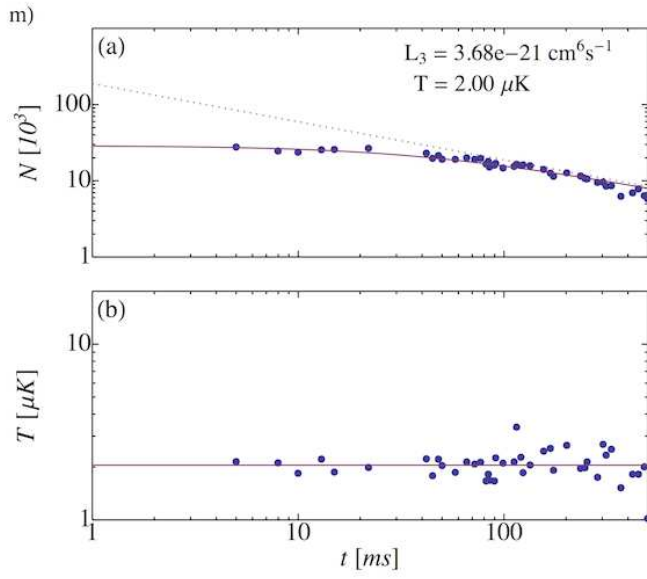 m)
(a)
L₃ = 3.68e−21 cm⁶s⁻¹
T = 2.00 μK
N [10³]
100
10
1
(b)
T [μK]
10
1
1
10
100
t [ms]